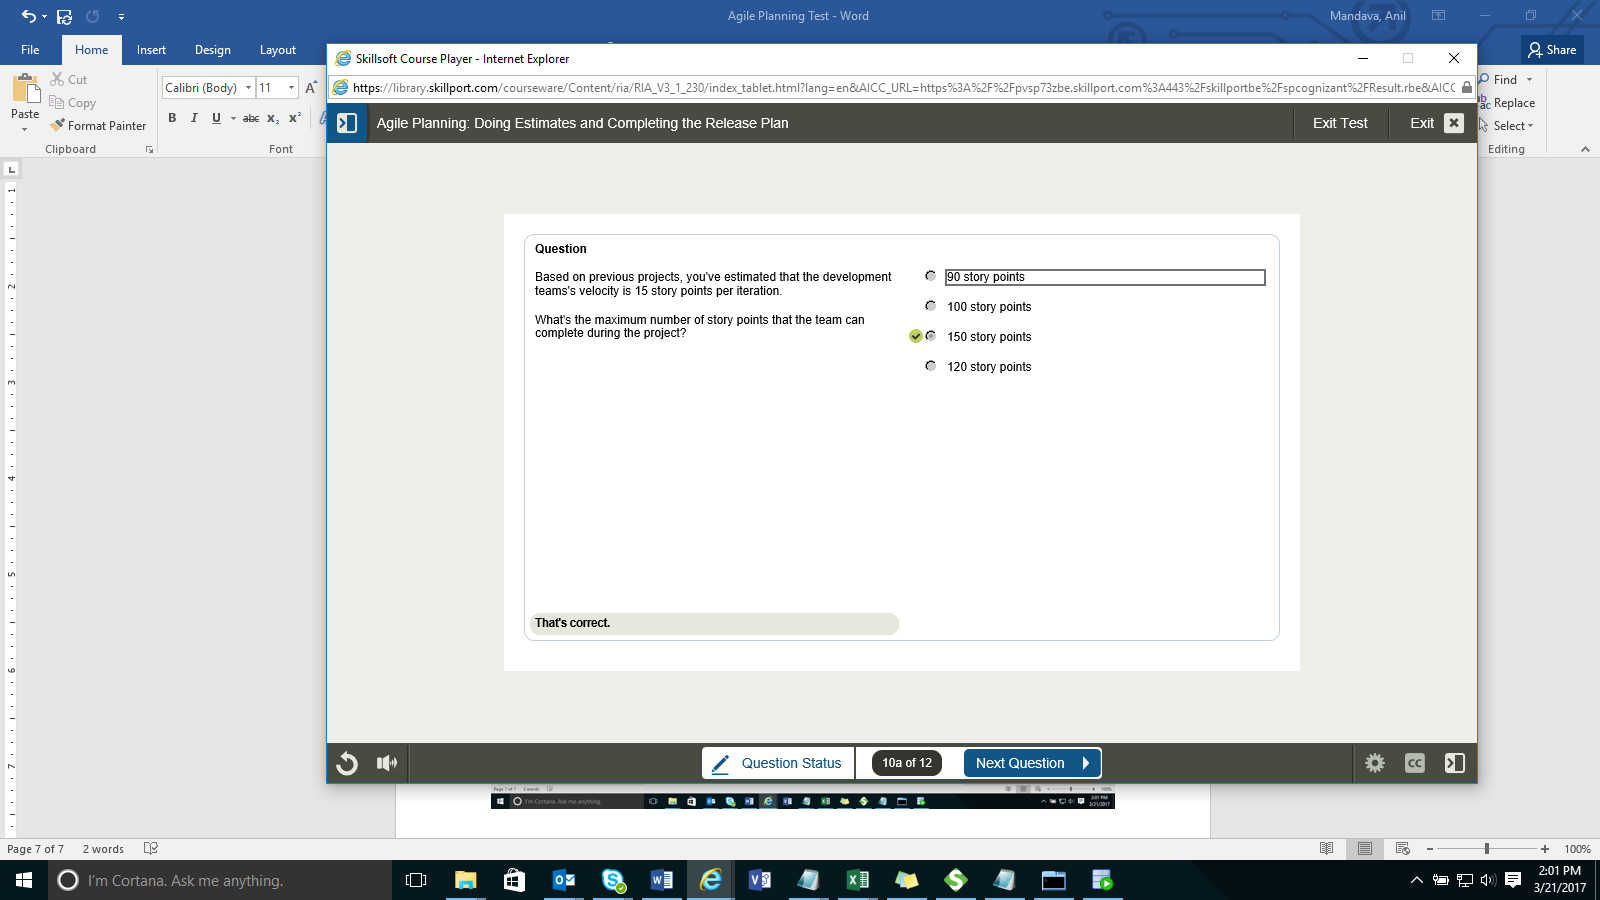 Agile Planning Test - Word
Mandava, Anil
File
Home
Insert
Design
Layout
Share
Paste
Cut
Copy
Format Painter
Clipboard
Calibri (Body)
11
A
B I U abc x₂ x²
A
Font
Find
Replace
Select
Editing
Skillsoft Course Player - Internet Explorer
https://library.skillport.com/courseware/Content/ria/RIA_V3_1_230/index_tablet.html?lang=en&AICC_URL=https%3A%2F%2Fpvsp73zbe.skillport.com%3A443%2Fskillportbe%2Fspcognizant%2FResult.rbe&AICC
Agile Planning: Doing Estimates and Completing the Release Plan
Exit Test
Exit
Question
Based on previous projects, you've estimated that the development
teams's velocity is 15 story points per iteration.
What's the maximum number of story points that the team can
complete during the project?
90 story points
100 story points
150 story points
120 story points
That's correct.
Question Status
10a of 12
Next Question
CC
Page 7 of 7
2 words
100%
I'm Cortana. Ask me anything.
2:01 PM
3/21/2017